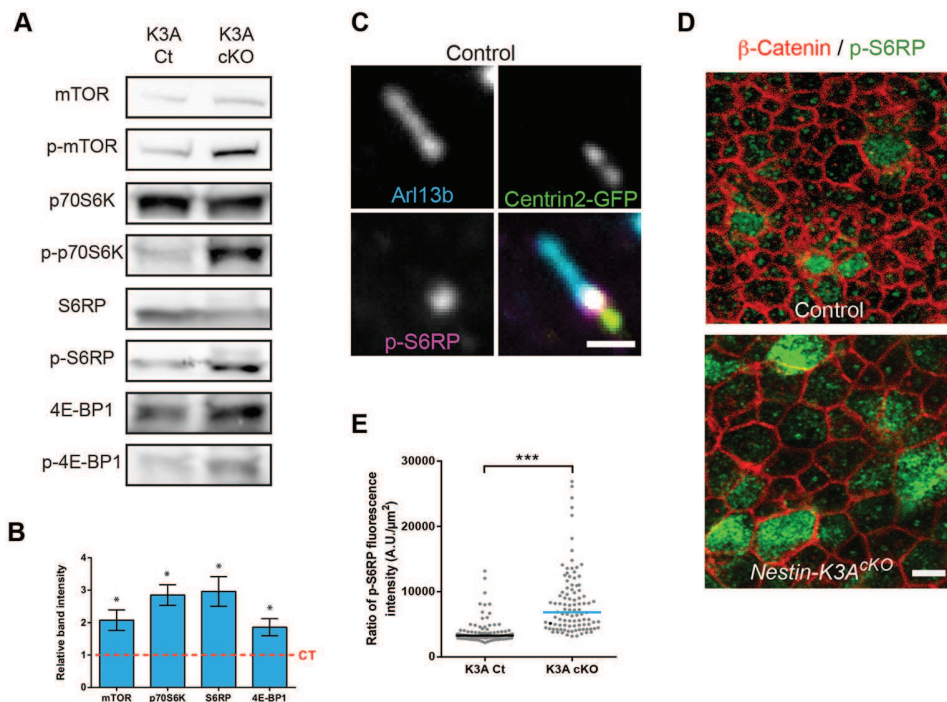 A
K3A
Ct
K3A
cKO
mTOR
p-mTOR
p70S6K
p-p70S6K
S6RP
p-S6RP
4E-BP1
p-4E-BP1
B
Relative band intensity
4
3
2
1
0
*
*
*
*
CT
mTOR
p70S6K
S6RP
4E-BP1
C
Control
Arl13b
Centrin2-GFP
p-S6RP
D
β-Catenin / p-S6RP
Control
Nestin-K3AcKO
E
Ratio of p-S6RP fluorescence
intensity (A.U./µm²)
30000
20000
10000
0
***
K3A Ct
K3A cKO